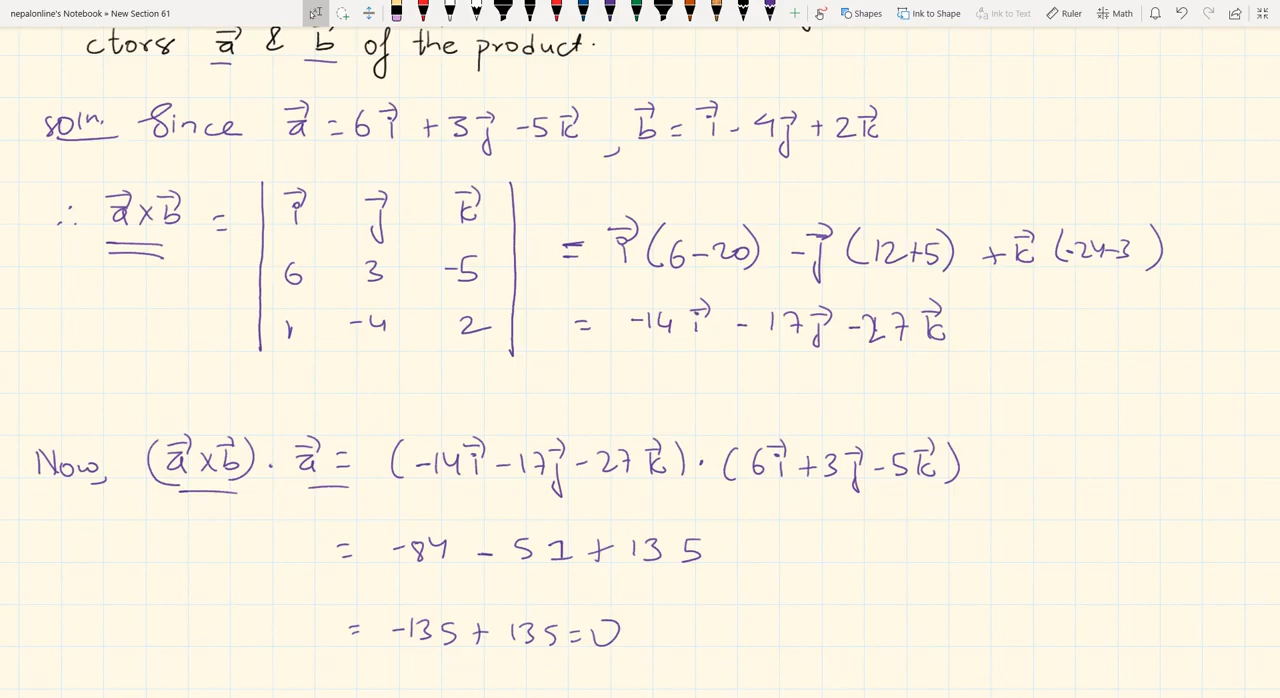 nepalonline's Notebook » New Section 61
Shapes Ink to Shape Ink to Text Ruler Math
ctors a⃗ & b⃗ of the product.
soln. Since a⃗ = 6i⃗ + 3j⃗ - 5k⃗ , b⃗ = i⃗ - 4j⃗ + 2k⃗
∴ a⃗ × b⃗ = | i⃗ j⃗ k⃗ | = i⃗ (6-20) - j⃗ (12+5) + k⃗ (-24-3)
6 3 -5
1 -4 2 | = -14i⃗ - 17j⃗ - 27k⃗
Now, (a⃗ × b⃗) · a⃗ = (-14i⃗ - 17j⃗ - 27k⃗) · (6i⃗ + 3j⃗ - 5k⃗)
= -84 - 51 + 135
= -135 + 135 = 0